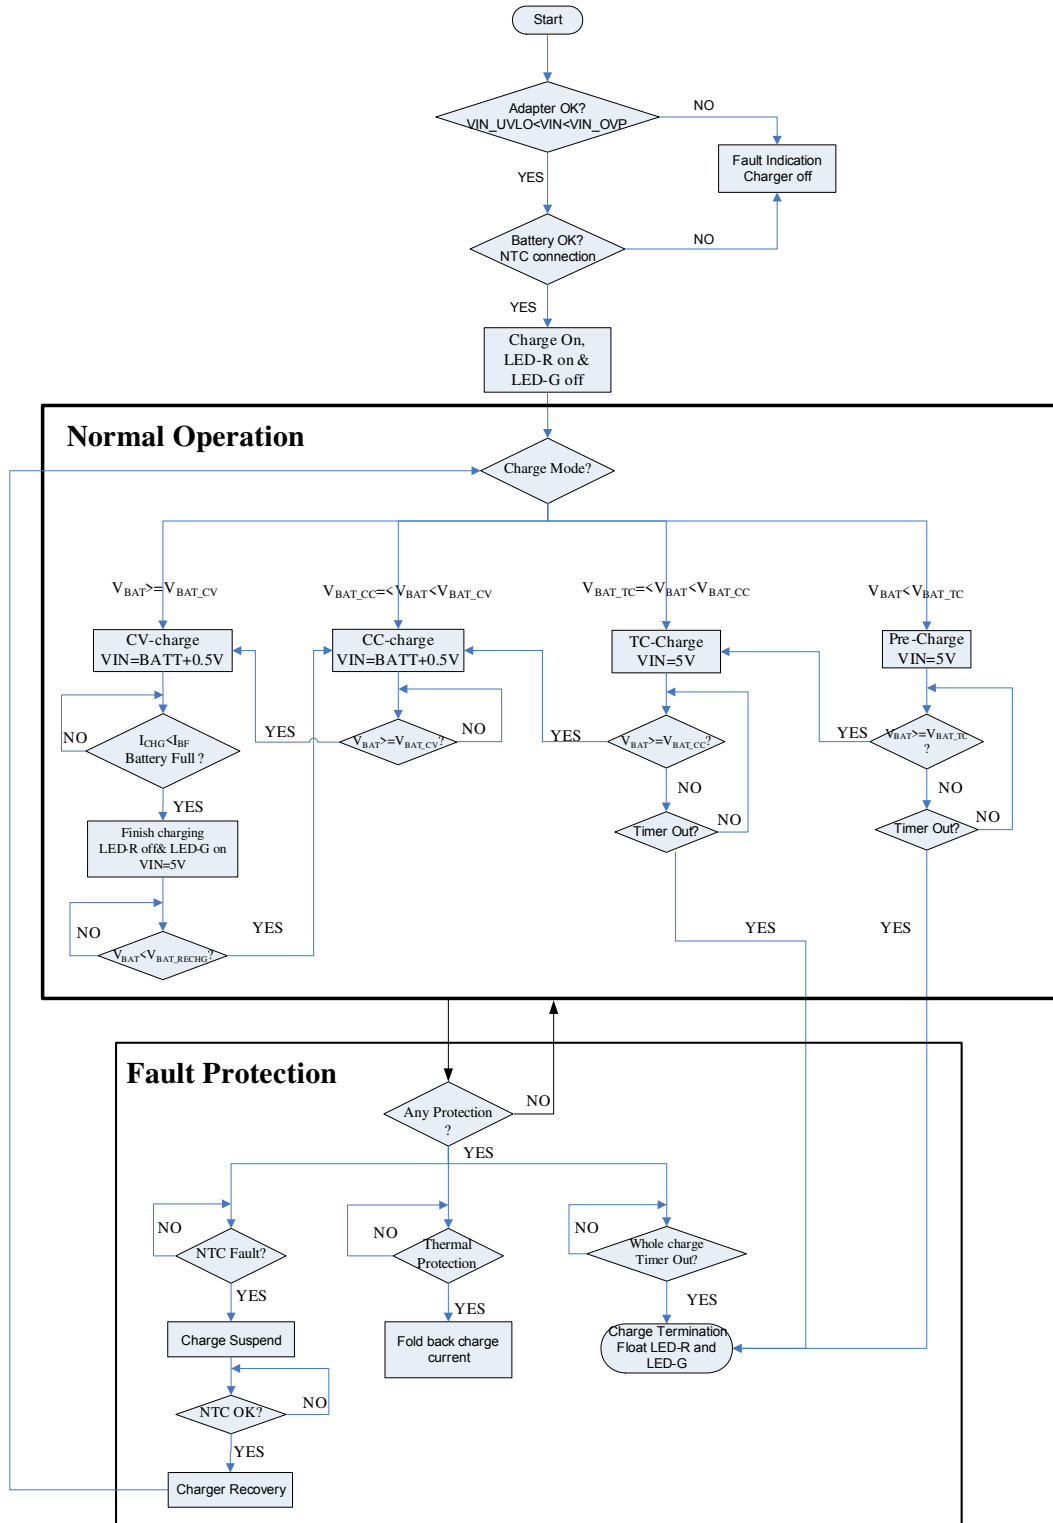 Start
Adapter OK?
VIN_UVLO<VIN<VIN_OVP
NO
Fault Indication
Charger off
YES
Battery OK?
NTC connection
NO
YES
Charge On,
LED-R on &
LED-G off
Normal Operation
Charge Mode?
VBAT>=VBAT_CV
VBAT_CC=<VBAT<VBAT_CV
VBAT_TC=<VBAT<VBAT_CC
VBAT<VBAT_TC
CV-charge
VIN=BATT+0.5V
CC-charge
VIN=BATT+0.5V
TC-Charge
VIN=5V
Pre-Charge
VIN=5V
NO
ICHG<IBF
Battery Full ?
YES
VBAT>=VBAT_CV?
NO
YES
VBAT>=VBAT_CC?
YES
VBAT>=VBAT_TC
?
YES
Finish charging
LED-R off& LED-G on
VIN=5V
NO
Timer Out?
NO
NO
Timer Out?
NO
NO
VBAT<VBAT_RECHG?
YES
YES
YES
Fault Protection
Any Protection
?
NO
YES
NO
NTC Fault?
NO
Thermal
Protection
NO
Whole charge
Timer Out?
YES
YES
YES
Charge Suspend
Fold back charge
current
Charge Termination
Float LED-R and
LED-G
NTC OK?
NO
YES
Charger Recovery